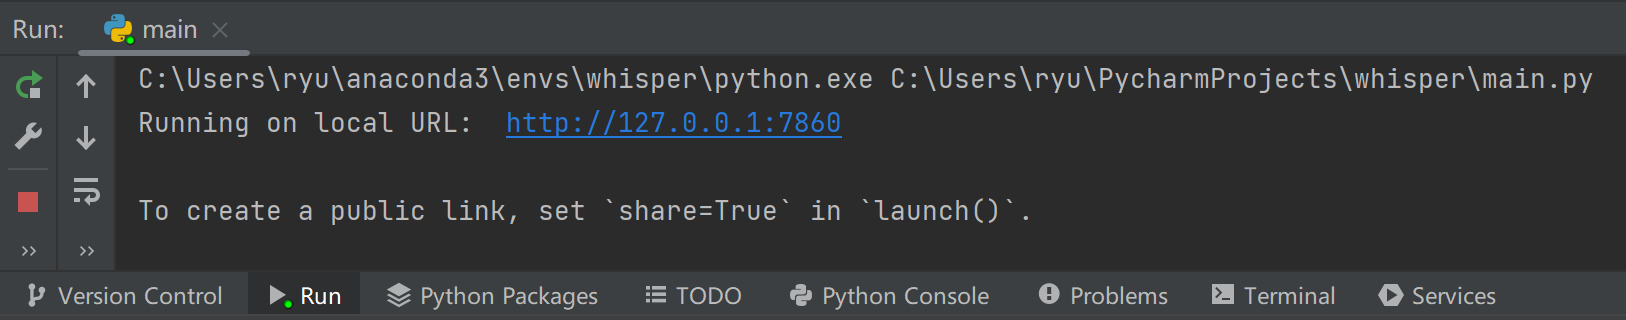 Run: main
C:\Users\ryu\anaconda3\envs\whisper\python.exe C:\Users\ryu\PycharmProjects\whisper\main.py
Running on local URL:  http://127.0.0.1:7860
To create a public link, set `share=True` in `launch()`.
Version Control Run Python Packages TODO Python Console Problems Terminal Services